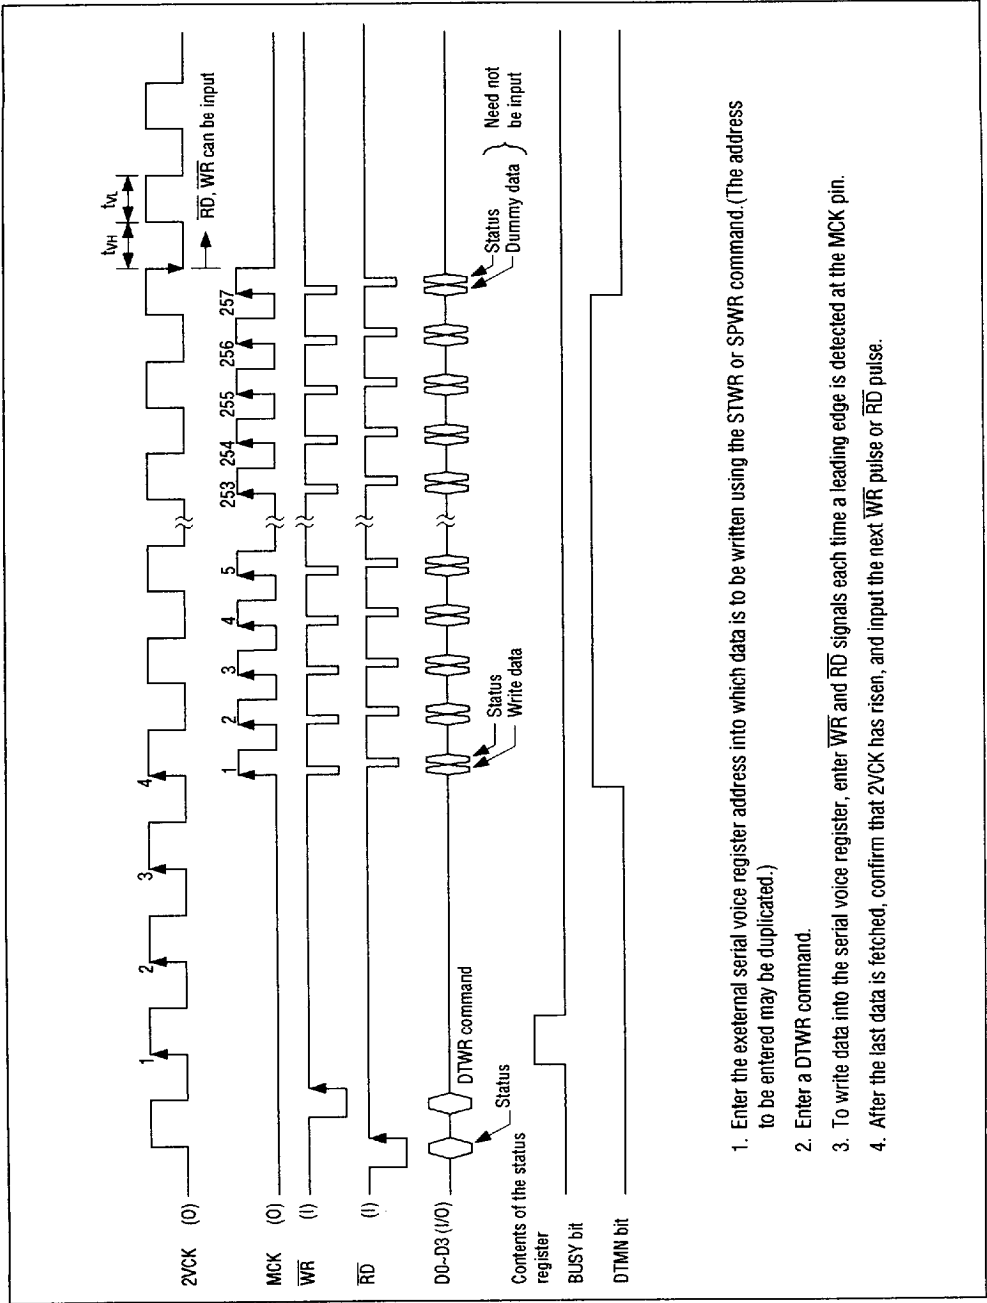 2VCK (O)
1
2
3
4
tVH
tVL
RD, WR can be input
MCK (O)
1
2
3
4
5
253
254
255
256
257
WR (I)
RD (I)
D0~D3 (I/O)
DTWR command
Status
Status
Write data
Status
Dummy data
Need not
be input
Contents of the status
register
BUSY bit
DTMN bit
1. Enter the exeternal serial voice register address into which data is to be written using the STWR or SPWR command.(The address
to be entered may be duplicated.)
2. Enter a DTWR command.
3. To write data into the serial voice register, enter WR and RD signals each time a leading edge is detected at the MCK pin.
4. After the last data is fetched, confirm that 2VCK has risen, and input the next WR pulse or RD pulse.